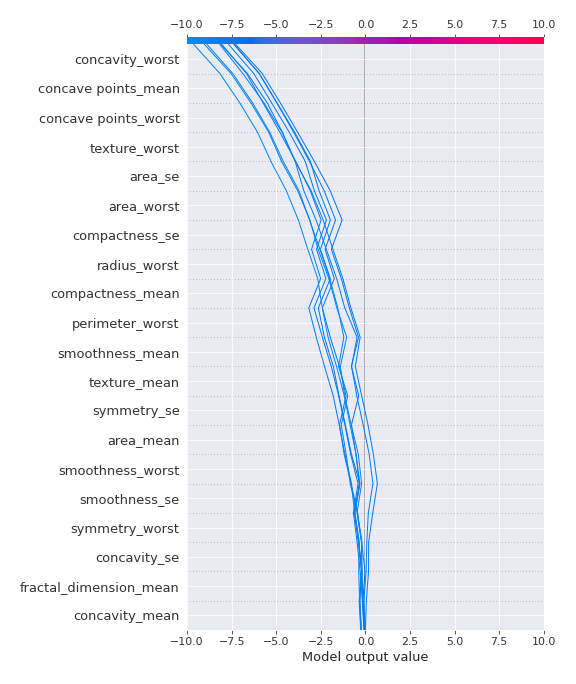 −10.0 −7.5 −5.0 −2.5 0.0 2.5 5.0 7.5 10.0
concavity_worst
concave points_mean
concave points_worst
texture_worst
area_se
area_worst
compactness_se
radius_worst
compactness_mean
perimeter_worst
smoothness_mean
texture_mean
symmetry_se
area_mean
smoothness_worst
smoothness_se
symmetry_worst
concavity_se
fractal_dimension_mean
concavity_mean
−10.0 −7.5 −5.0 −2.5 0.0 2.5 5.0 7.5 10.0
Model output value